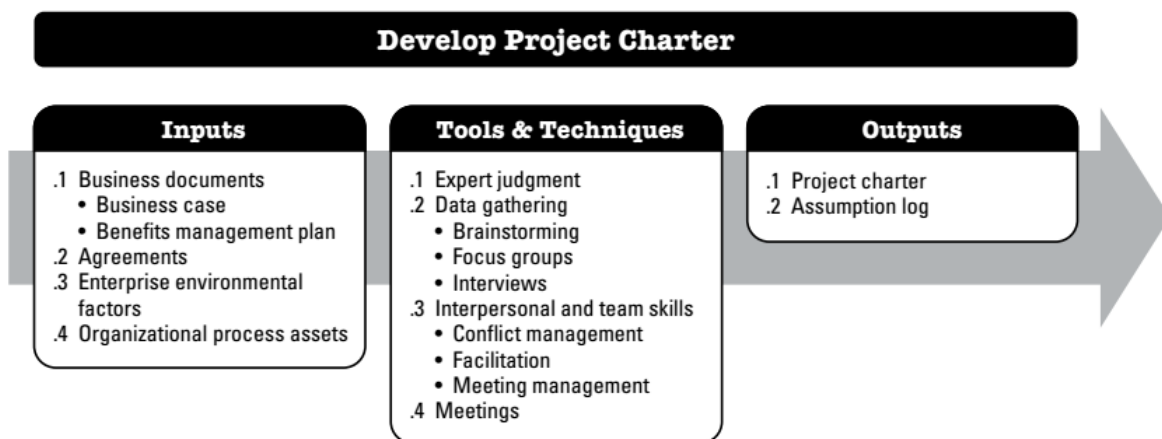 Develop Project Charter
Inputs
.1 Business documents
• Business case
• Benefits management plan
.2 Agreements
.3 Enterprise environmental
factors
.4 Organizational process assets
Tools & Techniques
.1 Expert judgment
.2 Data gathering
• Brainstorming
• Focus groups
• Interviews
.3 Interpersonal and team skills
• Conflict management
• Facilitation
• Meeting management
.4 Meetings
Outputs
.1 Project charter
.2 Assumption log